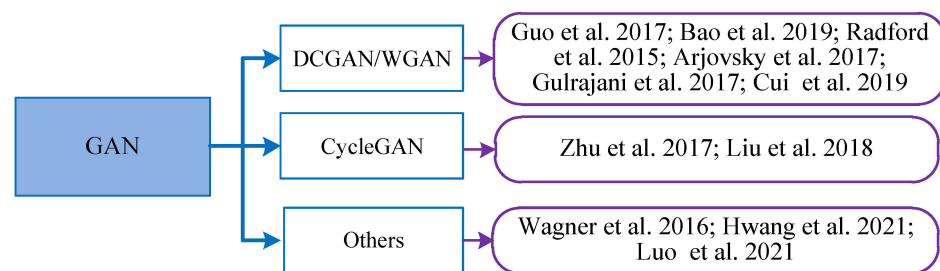 Guo et al. 2017; Bao et al. 2019; Radford
DCGAN/WGAN
et al. 2015; Arjovsky et al. 2017;
Gulrajani et al. 2017; Cui et al. 2019
GAN
CycleGAN
Zhu et al. 2017; Liu et al. 2018
Others
Wagner et al. 2016; Hwang et al. 2021;
Luo et al. 2021